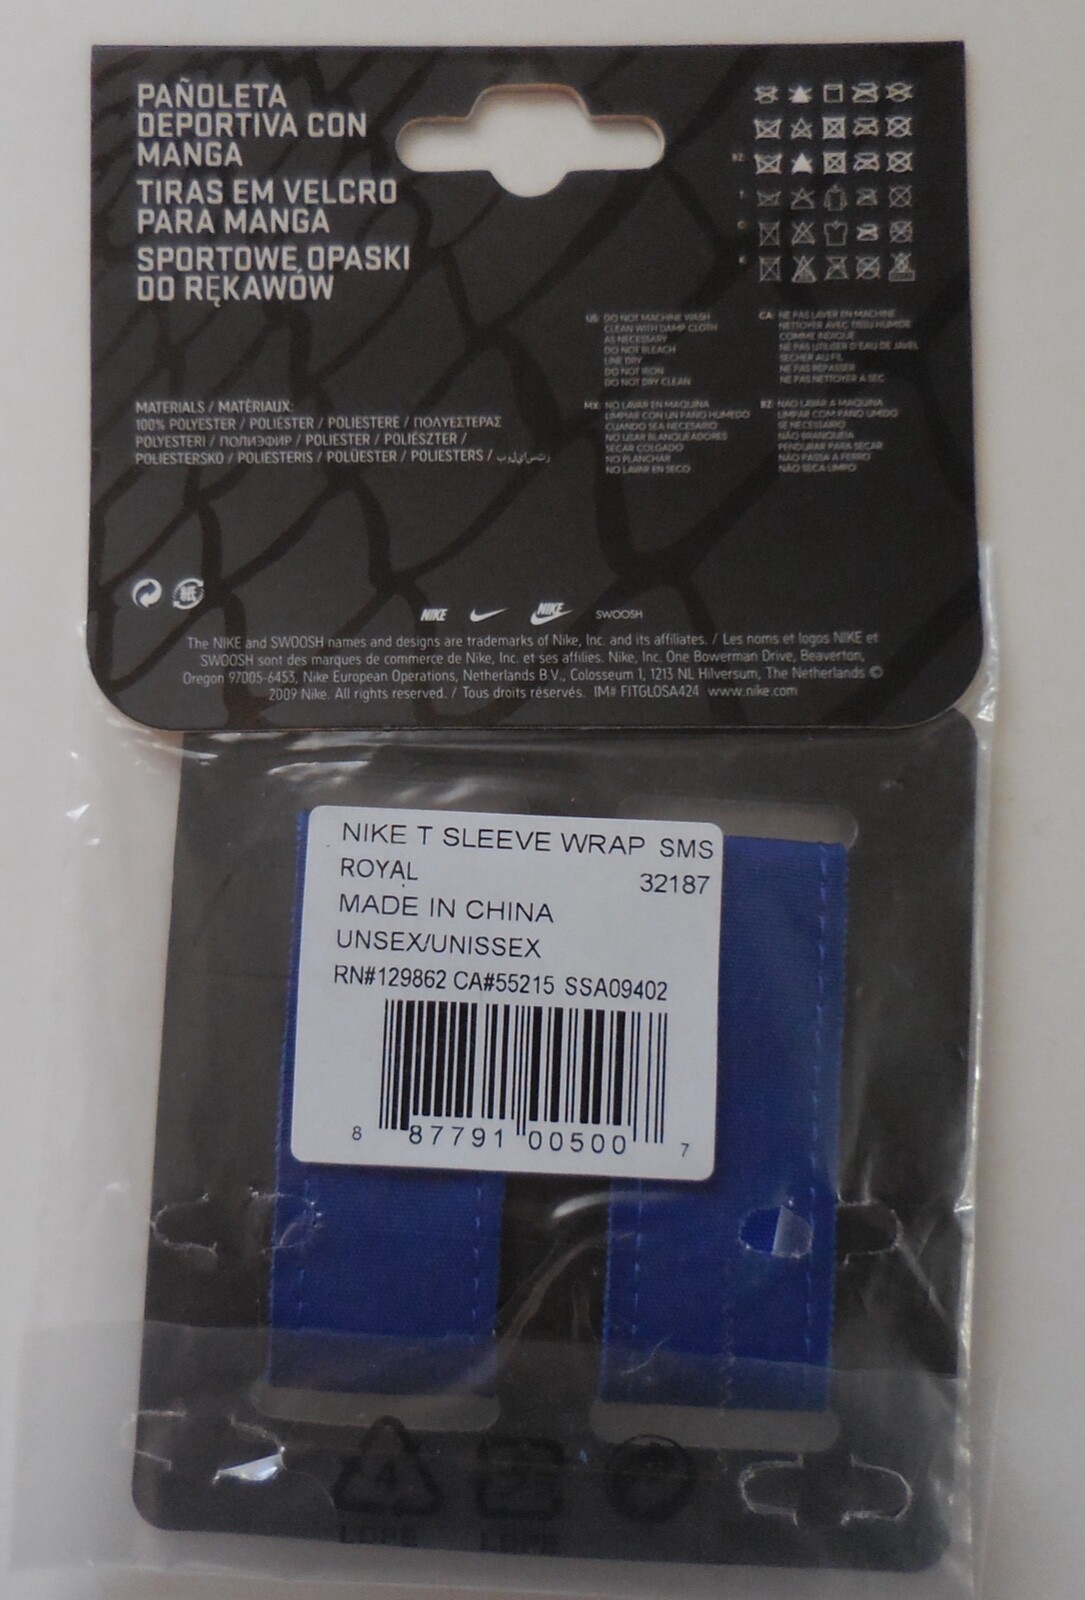 PAÑOLETA
DEPORTIVA CON
MANGA
TIRAS EM VELCRO
PARA MANGA
SPORTOWE OPASKI
DO RĘKAWÓW
US: DO NOT MACHINE WASH
CLEAN WITH DAMP CLOTH
AS NECESSARY
DO NOT BLEACH
LINE DRY
DO NOT IRON
DO NOT DRY CLEAN
CA: NE PAS LAVER EN MACHINE
NETTOYER AVEC TISSU HUMIDE
COMME INDIQUE
NE PAS UTILISER D'EAU DE JAVEL
SECHER AU FIL
NE PAS REPASSER
NE PAS NETTOYER A SEC
MX: NO LAVAR EN MAQUINA
LIMPIAR CON UN PAÑO HUMEDO
CUANDO SEA NECESARIO
NO USAR BLANQUEADORES
SECAR COLGADO
NO PLANCHAR
NO LAVAR EN SECO
BZ: NAO LAVAR A MAQUINA
LIMPAR COM PANO UMIDO
SE NECESSARIO
NÃO BRANQUEIA
PENDURAR PARA SECAR
NÃO PASSA A FERRO
NÃO SECA LIMPO
MATERIALS / MATÉRIAUX:
100% POLYESTER / POLIÉSTER / POLIESTERE / ΠΟΛΥΕΣΤΕΡΑΣ
POLYESTERI / ПОЛИЭФИР / POLIESTER / POLIÉSZTER /
POLIESTERSKO / POLIESTERIS / POLÜESTER / POLIESTERS / بوليستر
NIKE NIKE SWOOSH
The NIKE and SWOOSH names and designs are trademarks of Nike, Inc. and its affiliates. / Les noms et logos NIKE et
SWOOSH sont des marques de commerce de Nike, Inc. et ses affilies. Nike, Inc. One Bowerman Drive, Beaverton,
Oregon 97005-6453, Nike European Operations, Netherlands B.V., Colosseum 1, 1213 NL Hilversum, The Netherlands ©
2009 Nike. All rights reserved. / Tous droits réservés. IM# FITGLOSA424 www.nike.com
NIKE T SLEEVE WRAP SMS
ROYAL 32187
MADE IN CHINA
UNSEX/UNISSEX
RN#129862 CA#55215 SSA09402
8 87791 00500 7
4
LDPE LDPE